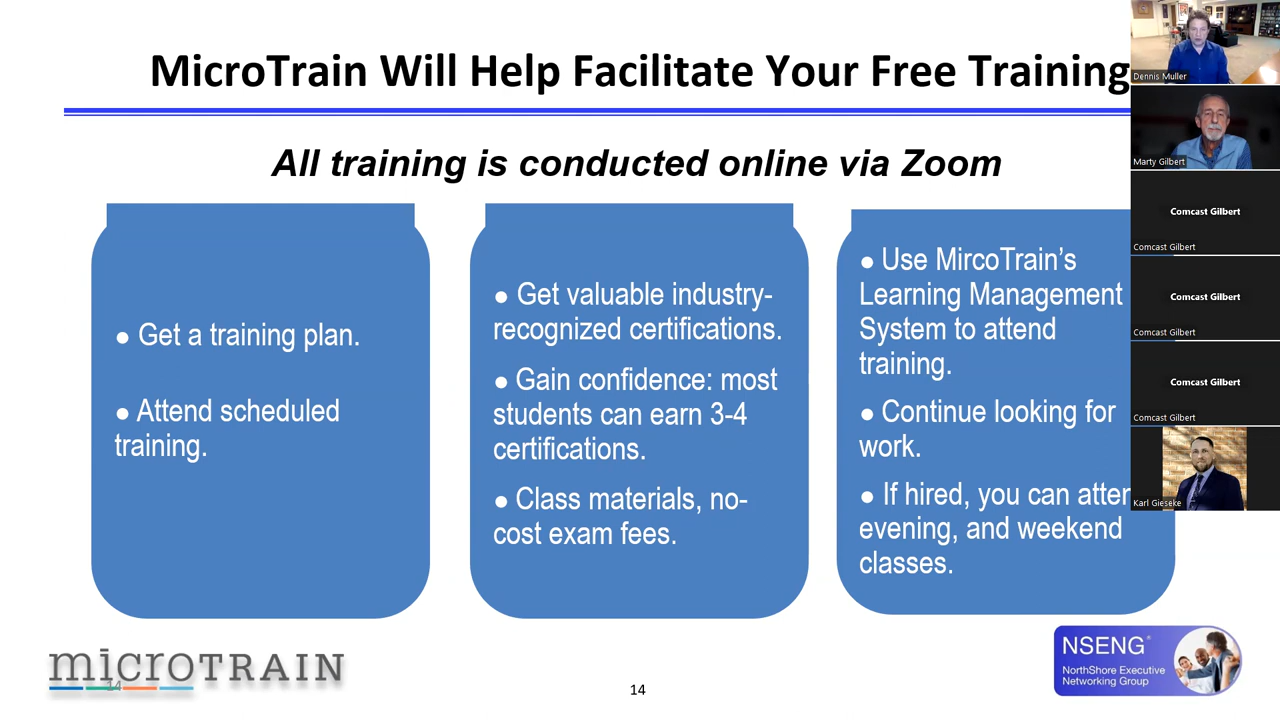 MicroTrain Will Help Facilitate Your Free Training
All training is conducted online via Zoom
● Get a training plan.
● Attend scheduled
training.
● Get valuable industry-
recognized certifications.
● Gain confidence: most
students can earn 3-4
certifications.
● Class materials, no-
cost exam fees.
● Use MircoTrain’s
Learning Management
System to attend
training.
● Continue looking for
work.
● If hired, you can
evening, and weekend
classes.
Dennis Muller
Marty Gilbert
Comcast Gilbert
Comcast Gilbert
Comcast Gilbert
Comcast Gilbert
Comcast Gilbert
Comcast Gilbert
Karl Gieseke
microTRAIN
14
14
NSENG®
NorthShore Executive
Networking Group